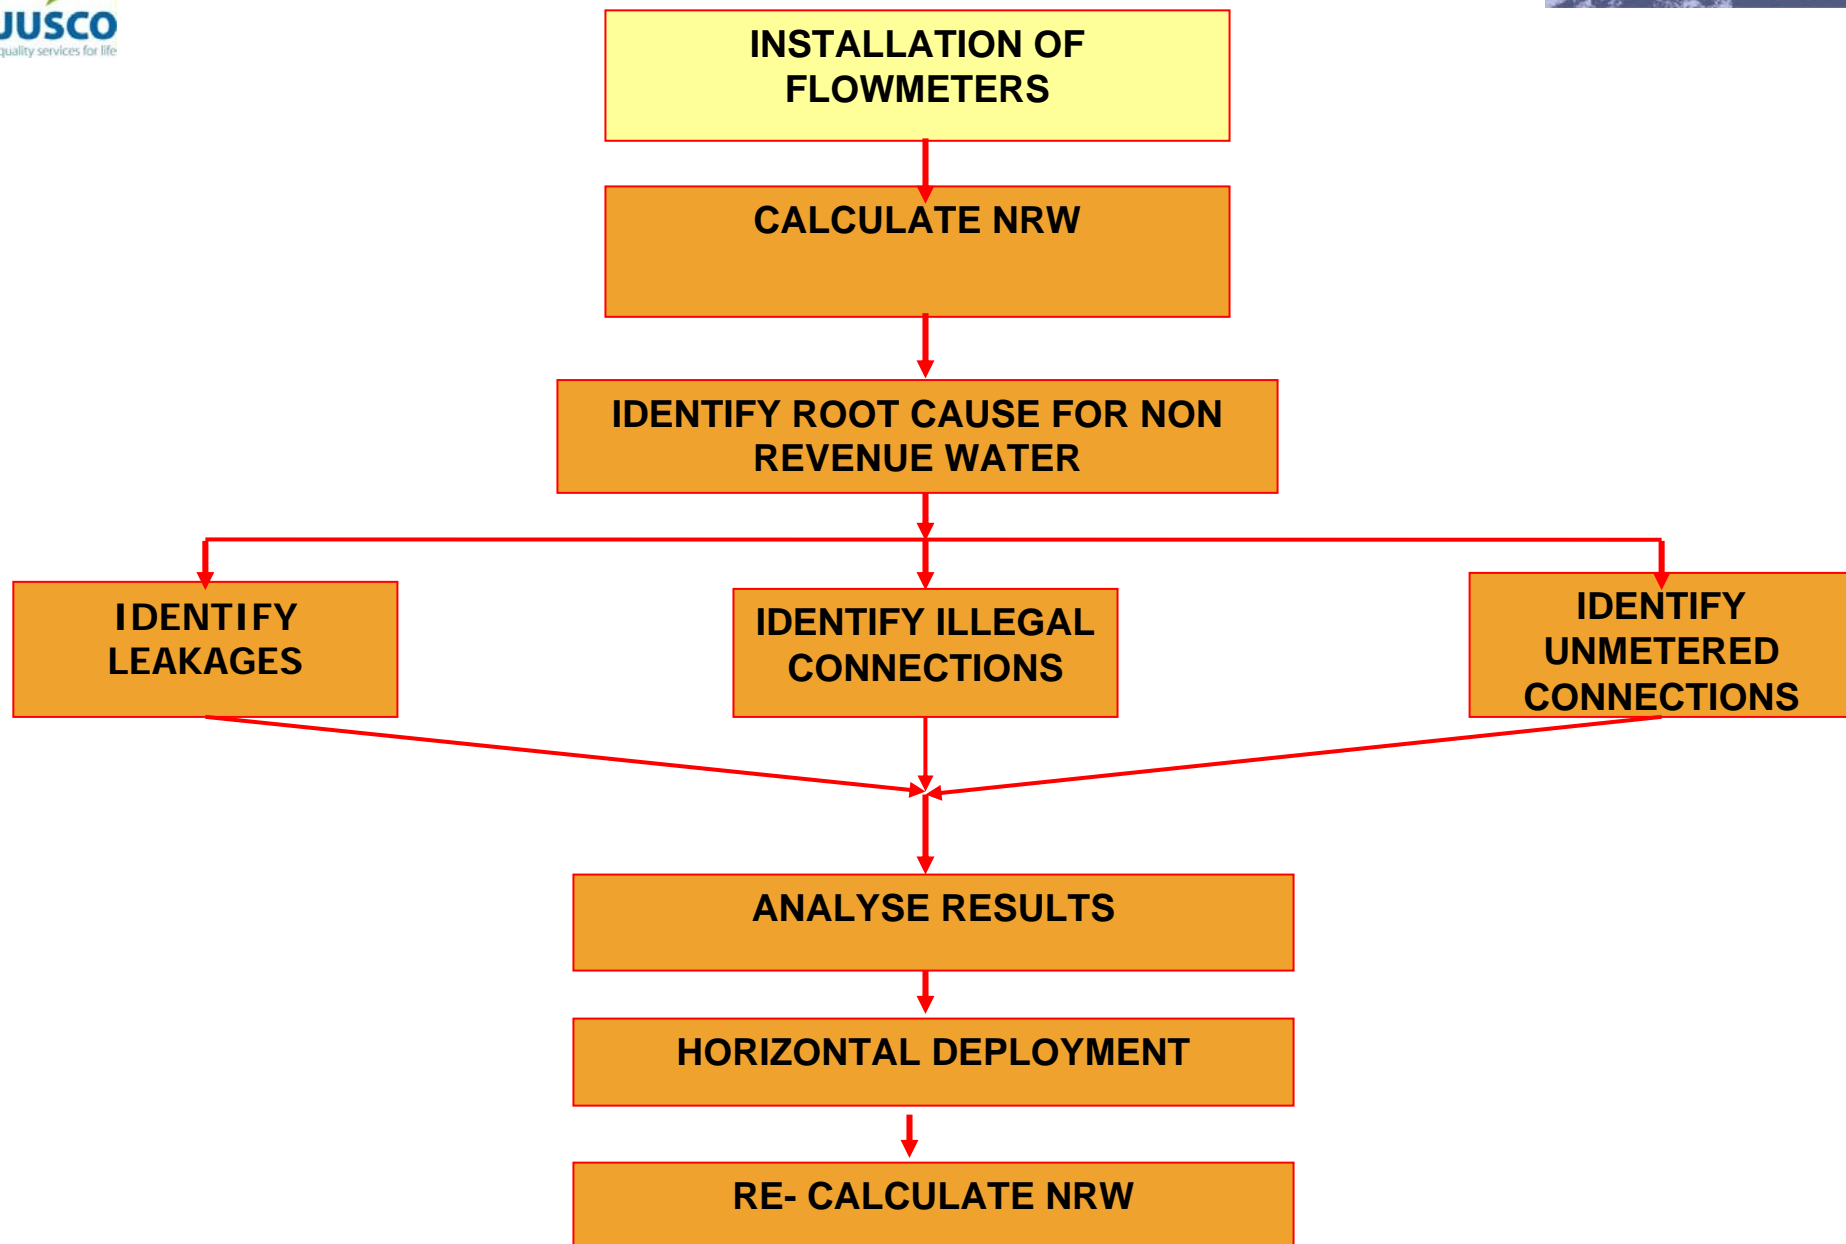 JUSCO
quality services for life
INSTALLATION OF
FLOWMETERS
CALCULATE NRW
IDENTIFY ROOT CAUSE FOR NON
REVENUE WATER
IDENTIFY
LEAKAGES
IDENTIFY ILLEGAL
CONNECTIONS
IDENTIFY
UNMETERED
CONNECTIONS
ANALYSE RESULTS
HORIZONTAL DEPLOYMENT
RE- CALCULATE NRW